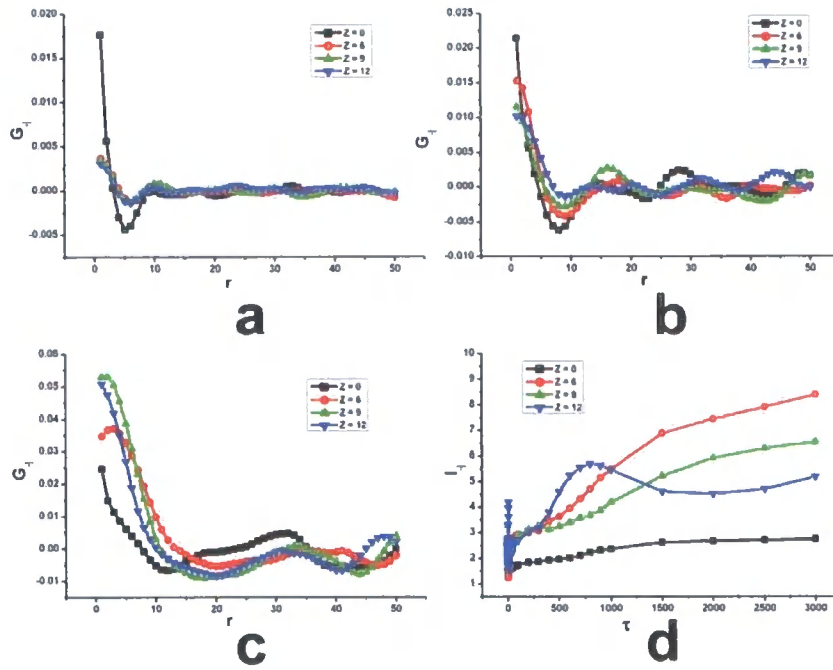 0.020
0.015
0.010
0.005
0.000
-0.005
0
10
20
30
40
50
r
Z = 0
Z = 6
Z = 9
Z = 12
a
0.025
0.020
0.015
0.010
0.005
0.000
-0.005
-0.010
0
10
20
30
40
50
r
Z = 0
Z = 6
Z = 9
Z = 12
b
0.06
0.05
0.04
0.03
0.02
0.01
0.00
-0.01
0
10
20
30
40
50
r
Z = 0
Z = 6
Z = 9
Z = 12
c
10
9
8
7
6
5
4
3
2
1
0
500
1000
1500
2000
2500
3000
τ
Z = 0
Z = 6
Z = 9
Z = 12
d